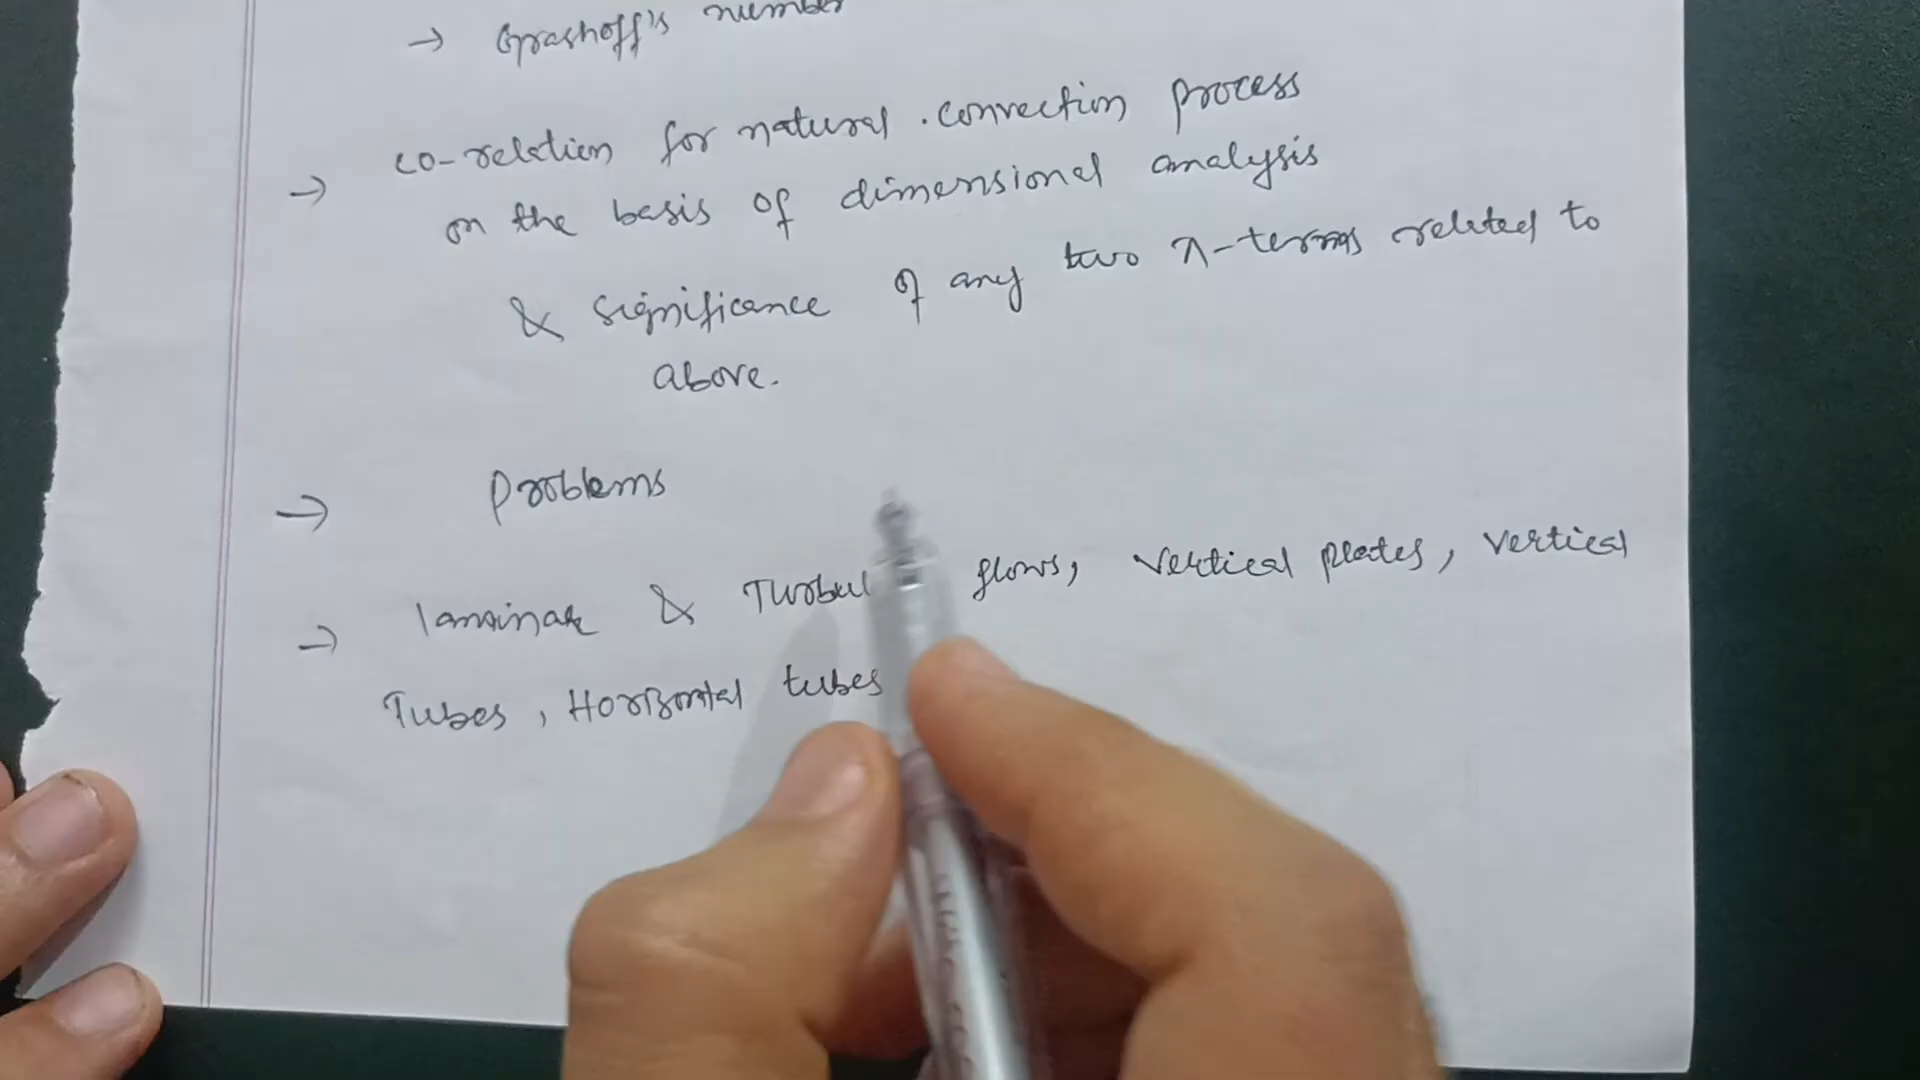 → Grashoff's number
→ co-relation for natural convection process
on the basis of dimensional analysis
& significance of any two π-terms related to
above.
→ Problems
→ laminar & Turbul flows, Vertical plates, Vertical
Tubes, Horizontal tubes